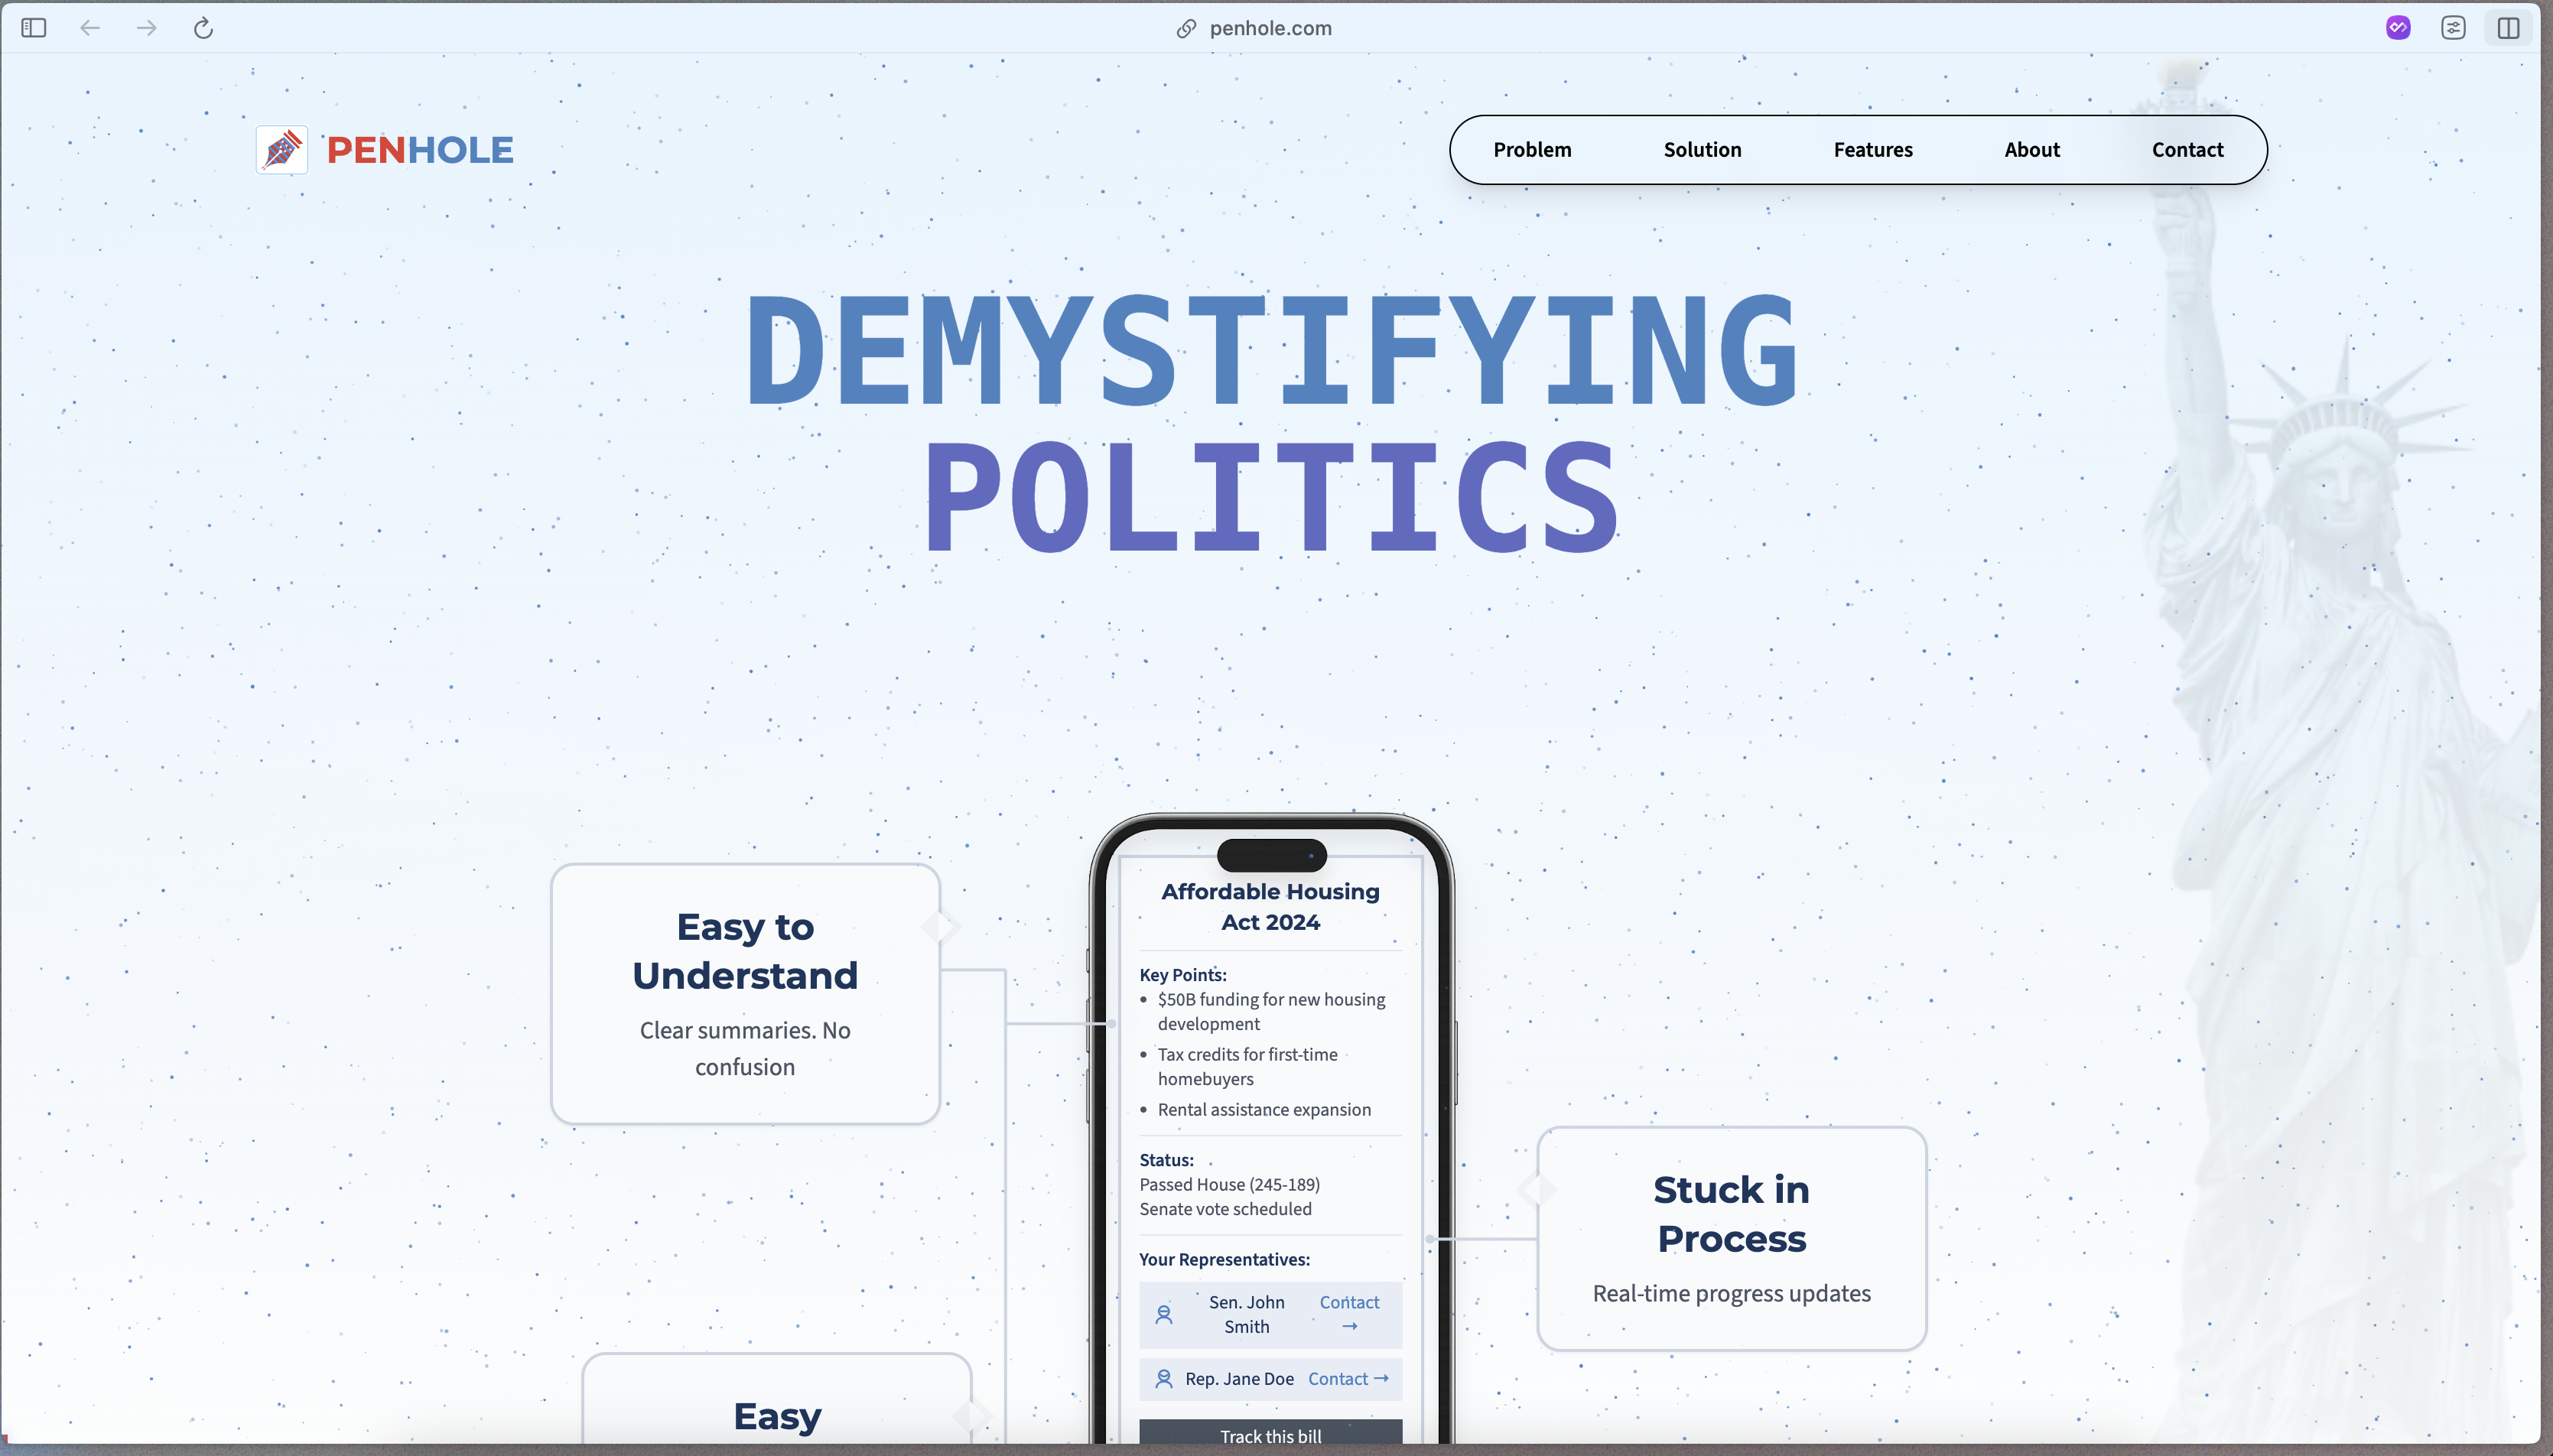 penhole.com
PENHOLE
Problem Solution Features About Contact
DEMYSTIFYING
POLITICS
Easy to
Understand
Clear summaries. No
confusion
Affordable Housing
Act 2024
Key Points:
• $50B funding for new housing
development
• Tax credits for first-time
homebuyers
• Rental assistance expansion
Status:
Passed House (245-189)
Senate vote scheduled
Your Representatives:
Sen. John
Smith
Contact
→
Rep. Jane Doe Contact →
Track this bill
Stuck in
Process
Real-time progress updates
Easy